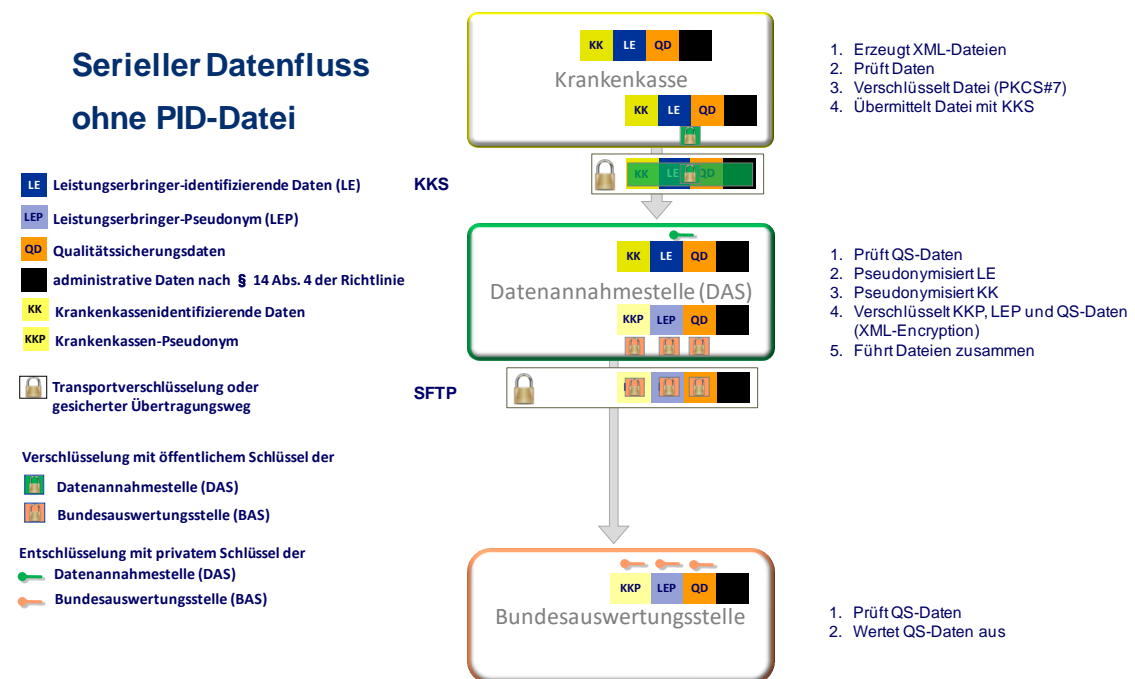 Serieller Datenfluss
ohne PID-Datei
LE Leistungserbringer-identifizierende Daten (LE)
LEP Leistungserbringer-Pseudonym (LEP)
QD Qualitätssicherungsdaten
administrative Daten nach § 14 Abs. 4 der Richtlinie
KK Krankenkassenidentifizierende Daten
KKP Krankenkassen-Pseudonym
Transportverschlüsselung oder
gesicherter Übertragungsweg
Verschlüsselung mit öffentlichem Schlüssel der
Datenannahmestelle (DAS)
Bundesauswertungsstelle (BAS)
Entschlüsselung mit privatem Schlüssel der
Datenannahmestelle (DAS)
Bundesauswertungsstelle (BAS)
KK LE QD
Krankenkasse
KK LE QD
KKS
KK LE QD
KK LE QD
Datenannahmestelle (DAS)
KKP LEP QD
SFTP
KKP LEP QD
Bundesauswertungsstelle
1. Erzeugt XML-Dateien
2. Prüft Daten
3. Verschlüsselt Datei (PKCS#7)
4. Übermittelt Datei mit KKS
1. Prüft QS-Daten
2. Pseudonymisiert LE
3. Pseudonymisiert KK
4. Verschlüsselt KKP, LEP und QS-Daten
(XML-Encryption)
5. Führt Dateien zusammen
1. Prüft QS-Daten
2. Wertet QS-Daten aus